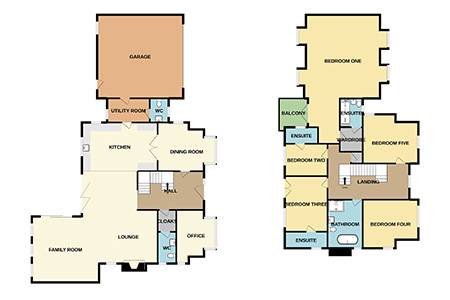 GARAGE
UTILITY ROOM
WC
KITCHEN
DINING ROOM
HALL
CLOAKS
LOUNGE
OFFICE
FAMILY ROOM
WC
BEDROOM ONE
BALCONY
ENSUITE
ENSUITE
WARDROBE
BEDROOM FIVE
BEDROOM TWO
LANDING
BEDROOM THREE
BATHROOM
BEDROOM FOUR
ENSUITE